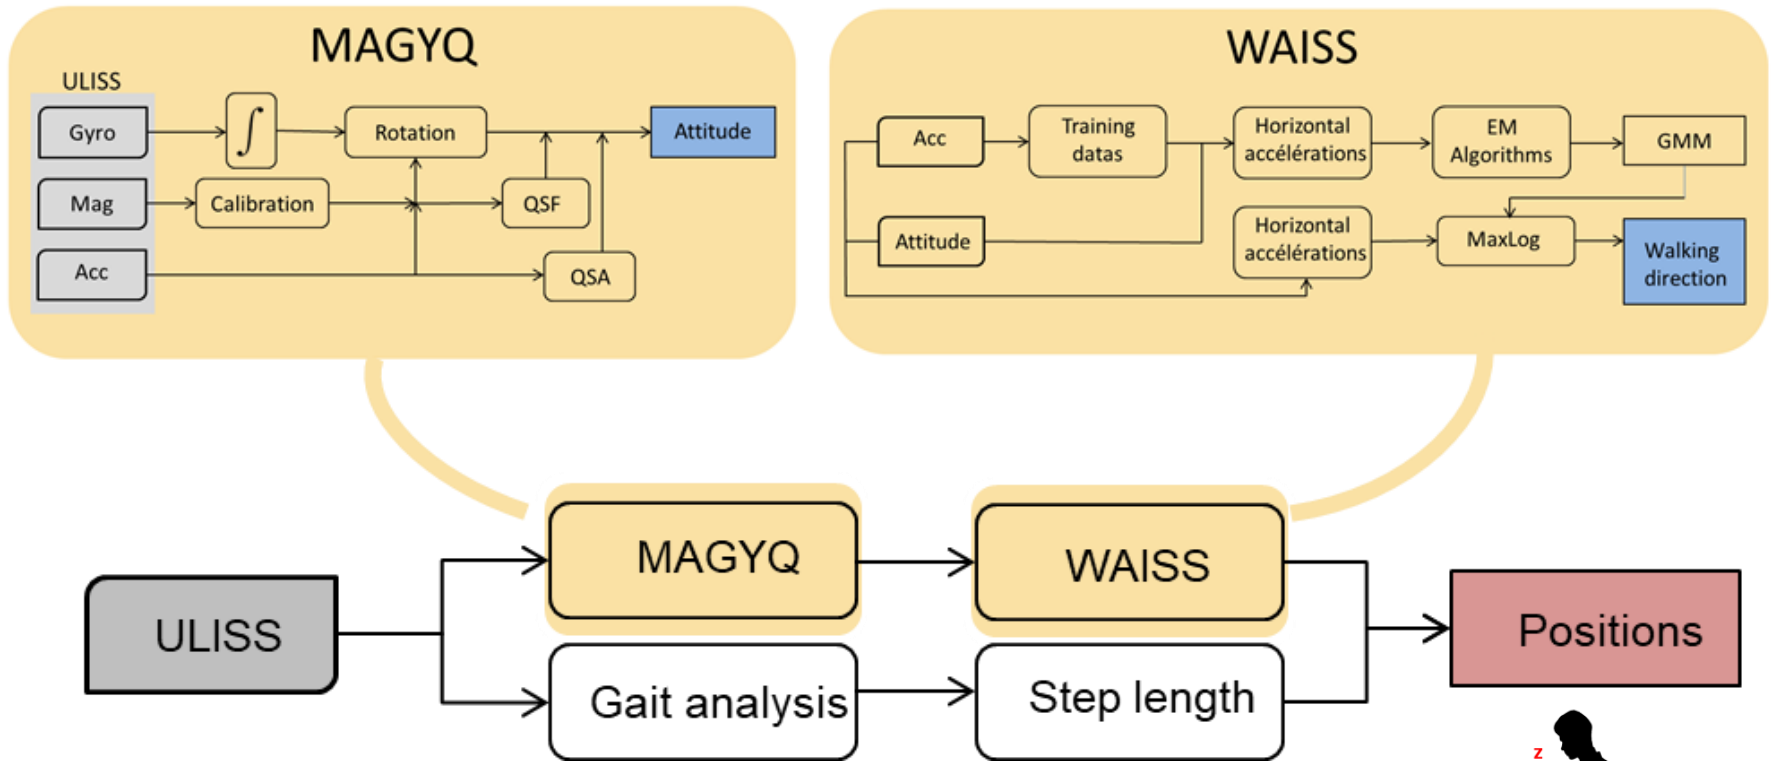 MAGYQ
ULISS
Gyro
∫
Rotation
Attitude
Mag
Calibration
QSF
Acc
QSA
WAISS
Acc
Training
datas
Horizontal
accélérations
EM
Algorithms
GMM
Attitude
Horizontal
accélérations
MaxLog
Walking
direction
ULISS
MAGYQ
WAISS
Gait analysis
Step length
Positions
z